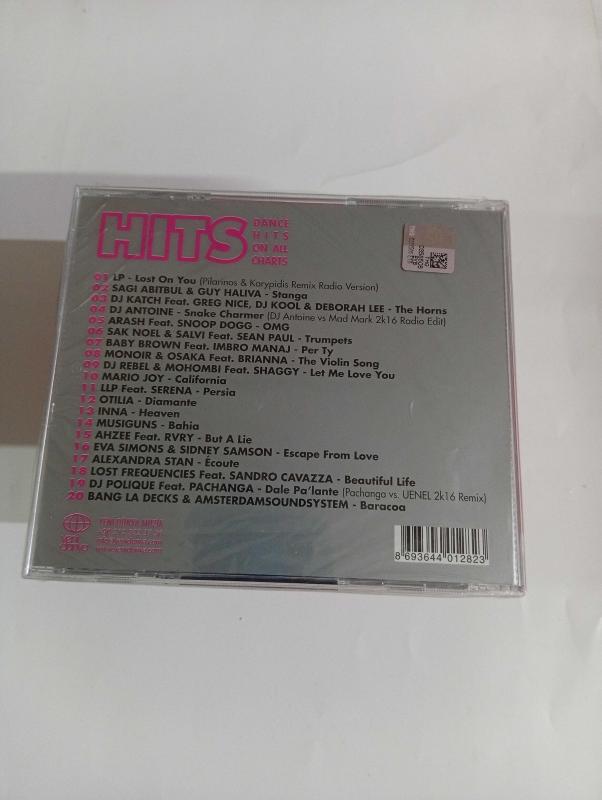 HITS
DANCE
HITS
ON ALL
CHARTS
01 LP - Lost On You (Pilarinos & Karypidis Remix Radio Version)
02 SAGI ABITBUL & GUY HALIVA - Stanga
03 DJ KATCH Feat. GREG NICE, DJ KOOL & DEBORAH LEE - The Horns
04 DJ ANTOINE - Snake Charmer (DJ Antoine vs Mad Mark 2k16 Radio Edit)
05 ARASH Feat. SNOOP DOGG - OMG
06 SAK NOEL & SALVI Feat. SEAN PAUL - Trumpets
07 BABY BROWN Feat. IMBRO MANAJ - Per Ty
08 MONOIR & OSAKA Feat. BRIANNA - The Violin Song
09 DJ REBEL & MOHOMBI Feat. SHAGGY - Let Me Love You
10 MARIO JOY - California
11 LLP Feat. SERENA - Persia
12 OTILIA - Diamante
13 INNA - Heaven
14 MUSIGUNS - Bahia
15 AHZEE Feat. RVRY - But A Lie
16 EVA SIMONS & SIDNEY SAMSON - Escape From Love
17 ALEXANDRA STAN - Écoute
18 LOST FREQUENCIES Feat. SANDRO CAVAZZA - Beautiful Life
19 DJ POLIQUE Feat. PACHANGA - Dale Pa'lante (Pachanga vs. UENEL 2k16 Remix)
20 BANG LA DECKS & AMSTERDAMSOUNDSYSTEM - Baracoa
YENİ DÜNYA MÜZİK
8 693644 012823